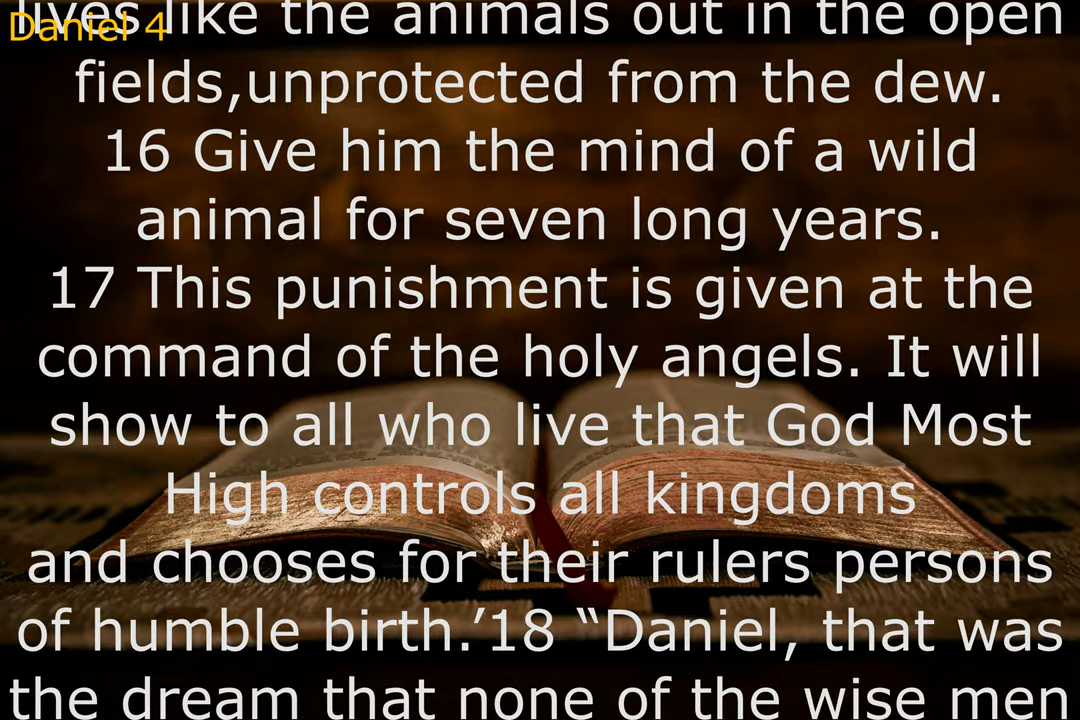 lives like the animals out in the open
Daniel 4
fields,unprotected from the dew.
16 Give him the mind of a wild
animal for seven long years.
17 This punishment is given at the
command of the holy angels. It will
show to all who live that God Most
High controls all kingdoms
and chooses for their rulers persons
of humble birth.’18 “Daniel, that was
the dream that none of the wise men